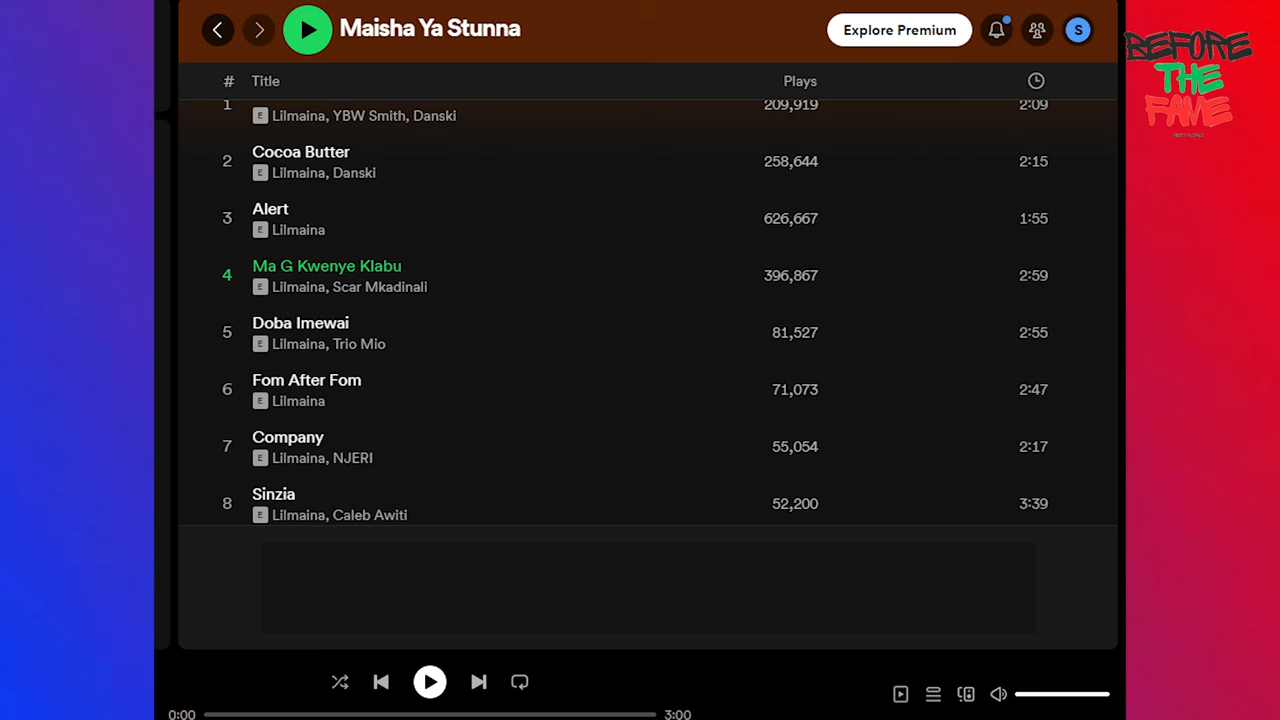 Maisha Ya Stunna
Explore Premium
S
BEFORE
THE
FAME
# Title Plays
1 209,919 2:09
E Lilmaina, YBW Smith, Danski
2 Cocoa Butter 258,644 2:15
E Lilmaina, Danski
3 Alert 626,667 1:55
E Lilmaina
4 Ma G Kwenye Klabu 396,867 2:59
E Lilmaina, Scar Mkadinali
5 Doba Imewai 81,527 2:55
E Lilmaina, Trio Mio
6 Fom After Fom 71,073 2:47
E Lilmaina
7 Company 55,054 2:17
E Lilmaina, NJERI
8 Sinzia 52,200 3:39
E Lilmaina, Caleb Awiti
0:00 3:00